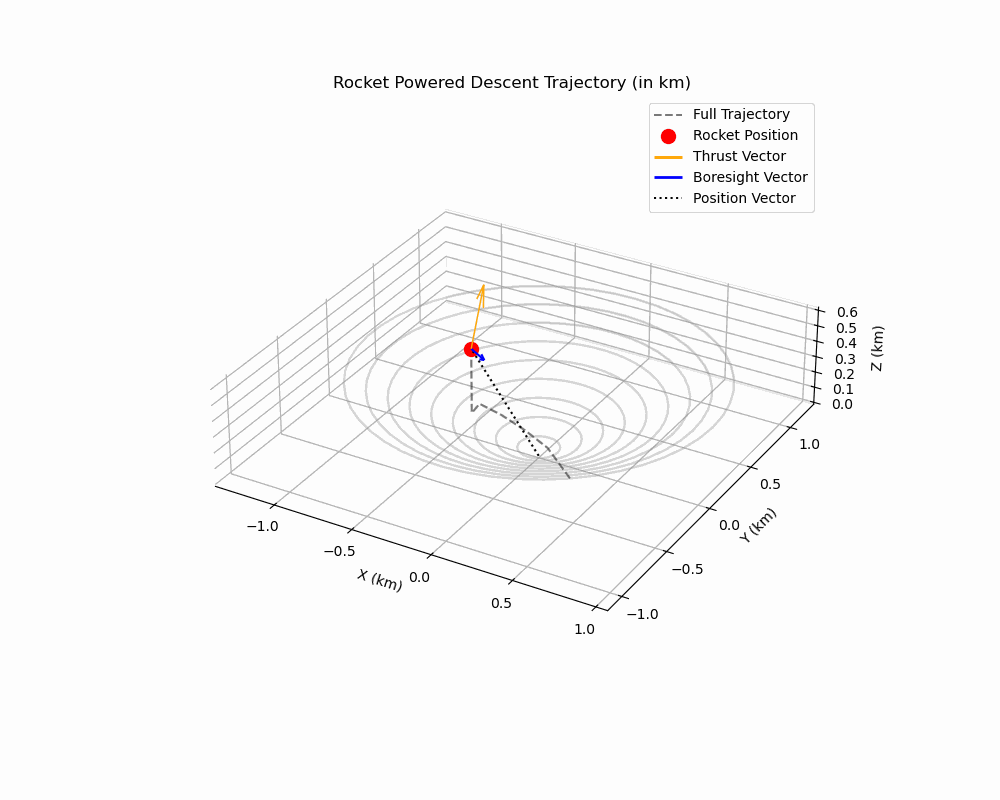 Rocket Powered Descent Trajectory (in km)
Full Trajectory
Rocket Position
Thrust Vector
Boresight Vector
Position Vector
0.6
0.5
0.4
0.3
0.2
0.1
0.0
Z (km)
1.0
0.5
0.0
−0.5
−1.0
Y (km)
−1.0
−0.5
0.0
0.5
1.0
X (km)